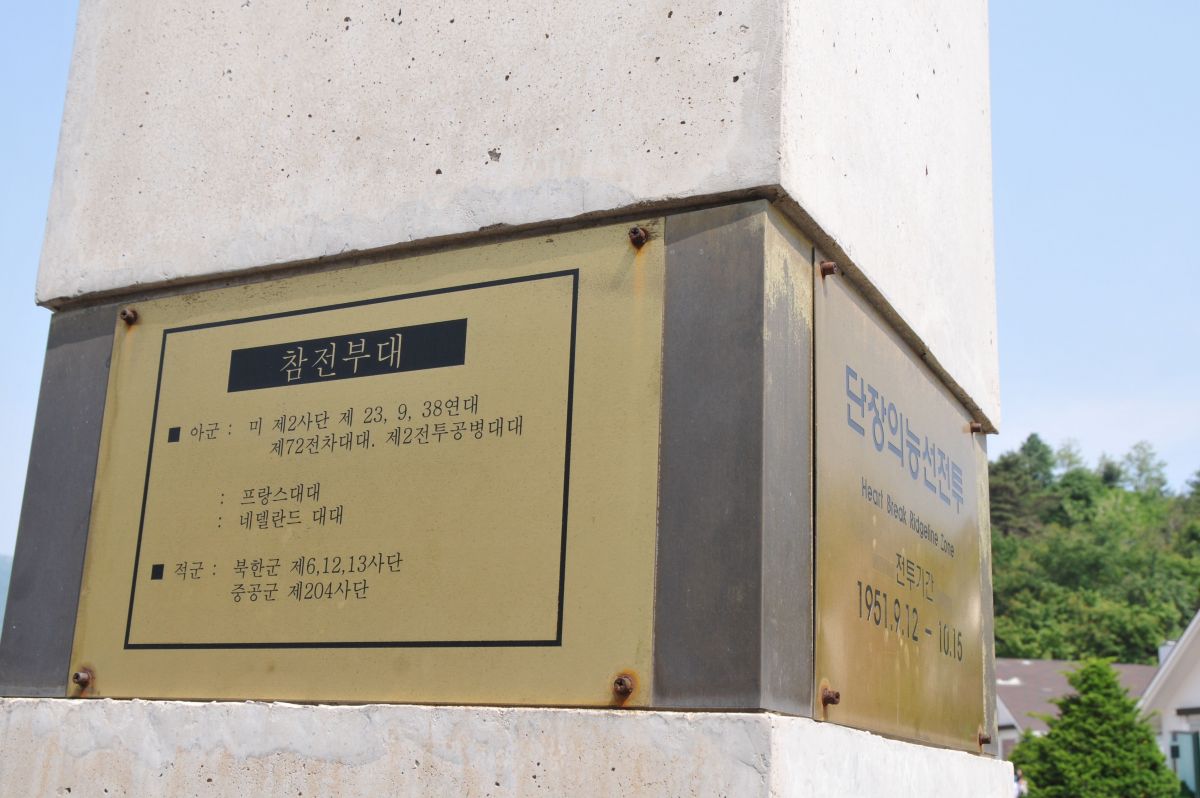 참전부대
■ 아군 : 미 제2사단 제 23, 9, 38연대
제72전차대대. 제2전투공병대대
: 프랑스대대
: 네델란드 대대
■ 적군 : 북한군 제6,12,13사단
중공군 제204사단
단장의능선전투
Heart Break Ridgeline Zone
전투기간
1951.9.12 - 10.15